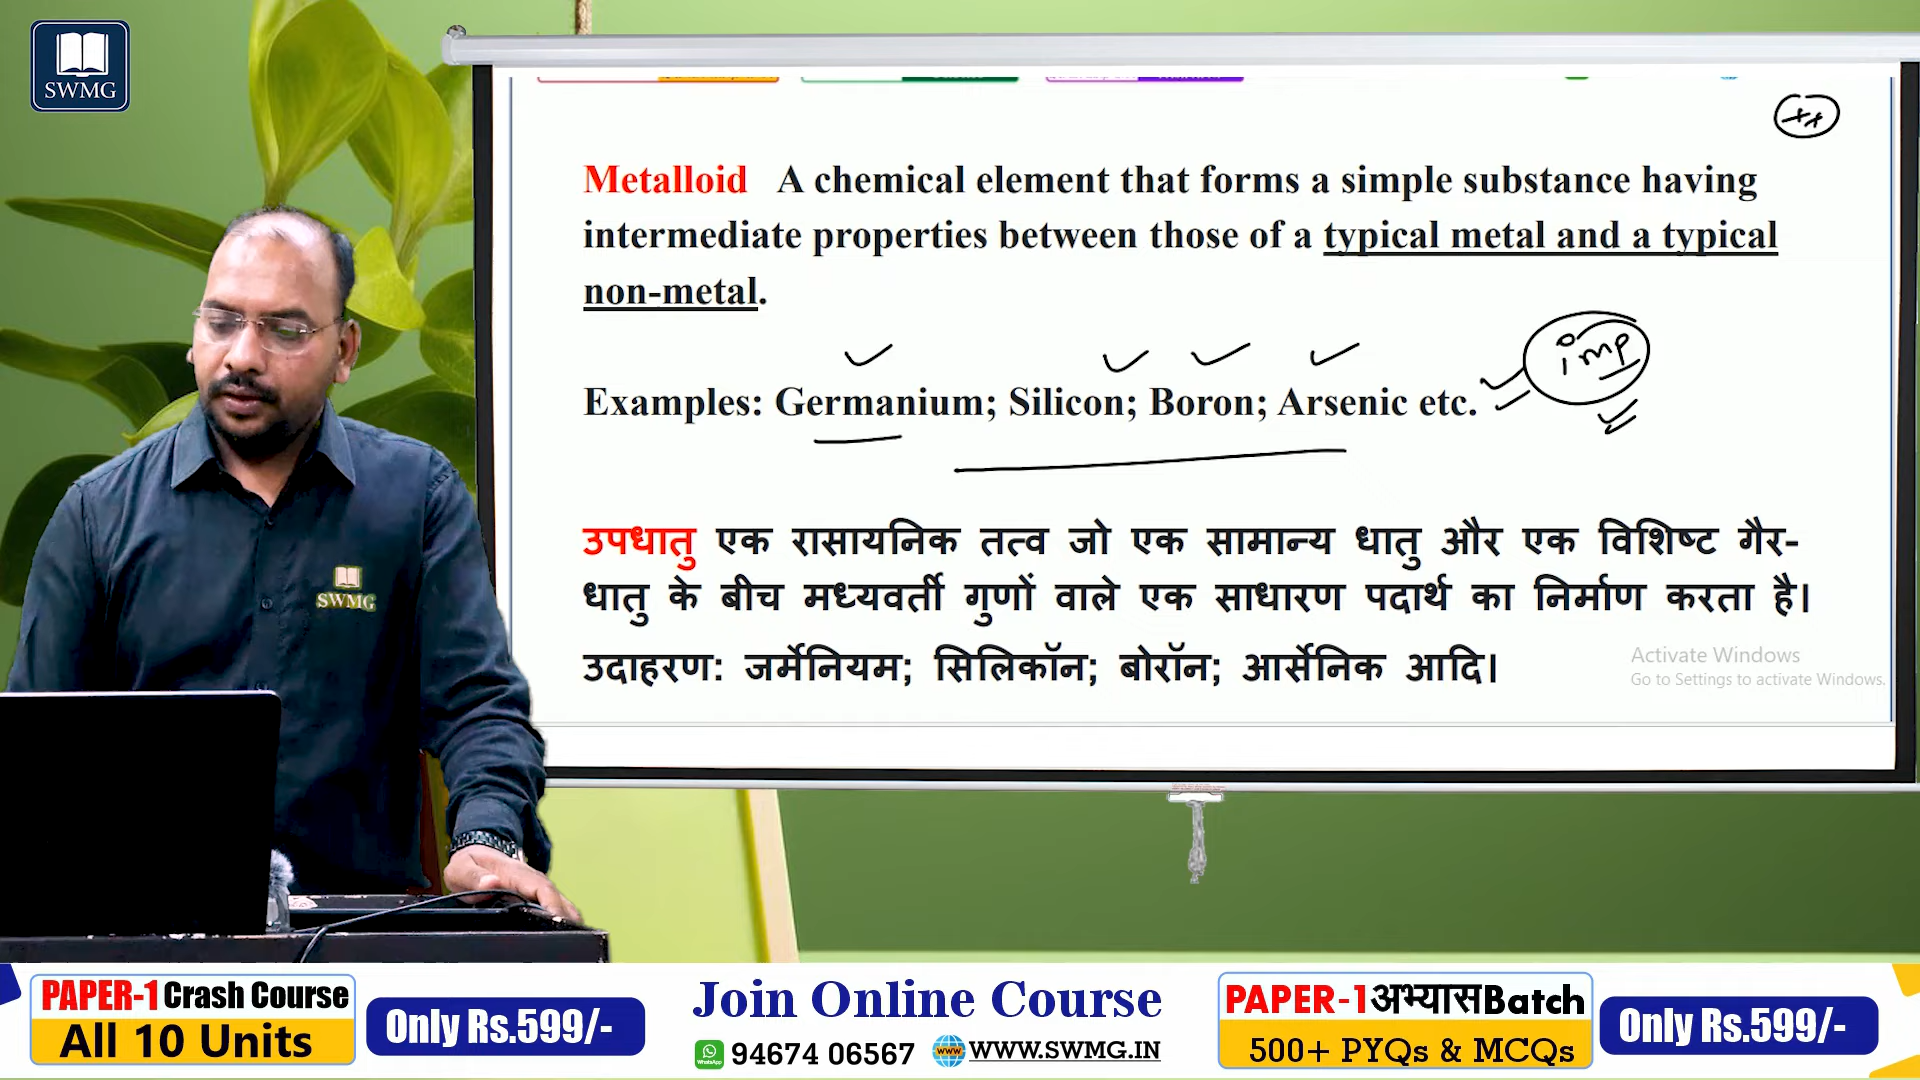 SWMG
Metalloid A chemical element that forms a simple substance having
intermediate properties between those of a typical metal and a typical
non-metal.
imp
Examples: Germanium; Silicon; Boron; Arsenic etc.
उपधातु एक रासायनिक तत्व जो एक सामान्य धातु और एक विशिष्ट गैर-
धातु के बीच मध्यवर्ती गुणों वाले एक साधारण पदार्थ का निर्माण करता है।
उदाहरण: जर्मेनियम; सिलिकॉन; बोरॉन; आर्सेनिक आदि।
Activate Windows
Go to Settings to activate Windows.
SWMG
PAPER-1 Crash Course
All 10 Units
Only Rs.599/-
Join Online Course
94674 06567 WWW.SWMG.IN
PAPER-1 अभ्यास Batch
500+ PYQs & MCQs
Only Rs.599/-